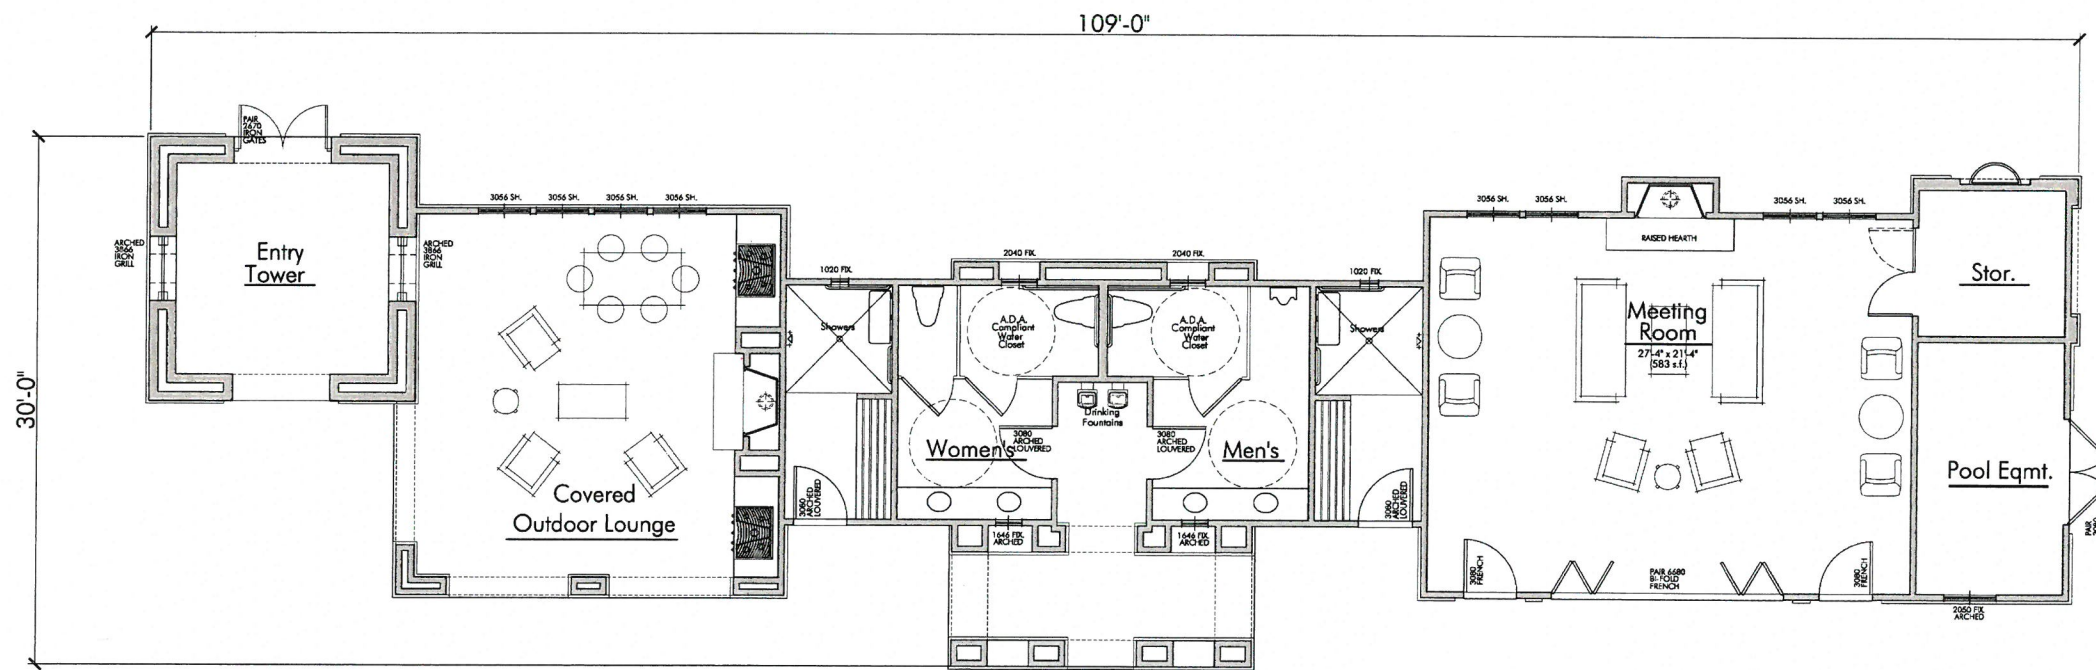 109'-0"
30'-0"
PAIR
2670
IRON
GATES
ARCHED
3866
IRON
GRILL
Entry
Tower
ARCHED
3866
IRON
GRILL
3056 SH.
3056 SH.
3056 SH.
3056 SH.
Covered
Outdoor Lounge
1020 FIX.
Showers
3080
ARCHED
LOUVERED
2040 FIX.
2040 FIX.
A.D.A.
Compliant
Water
Closet
A.D.A.
Compliant
Water
Closet
Women's
3080
ARCHED
LOUVERED
Drinking
Fountains
3080
ARCHED
LOUVERED
Men's
1646 FIX.
ARCHED
1646 FIX.
ARCHED
1020 FIX.
Showers
3080
ARCHED
LOUVERED
3056 SH.
3056 SH.
RAISED HEARTH
3056 SH.
3056 SH.
Meeting
Room
27'-4" x 21'-4"
(583 s.f.)
3080
FRENCH
PAIR 6680
BI-FOLD
FRENCH
3080
FRENCH
Stor.
Pool Eqmt.
2050 FIX.
ARCHED
PAIR